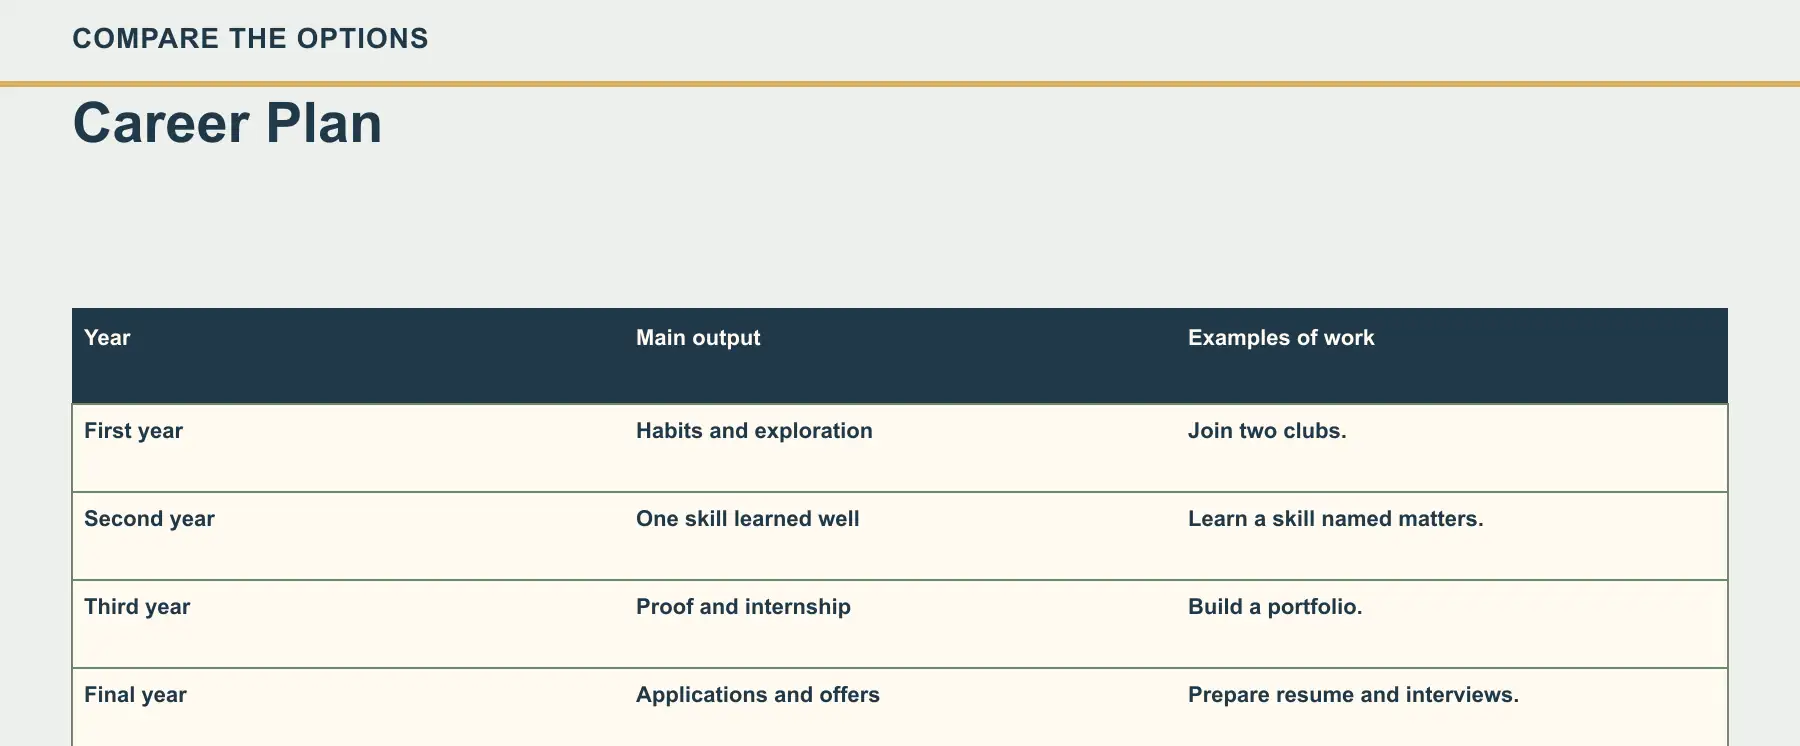 COMPARE THE OPTIONS
Career Plan
Year Main output Examples of work
First year Habits and exploration Join two clubs.
Second year One skill learned well Learn a skill named matters.
Third year Proof and internship Build a portfolio.
Final year Applications and offers Prepare resume and interviews.